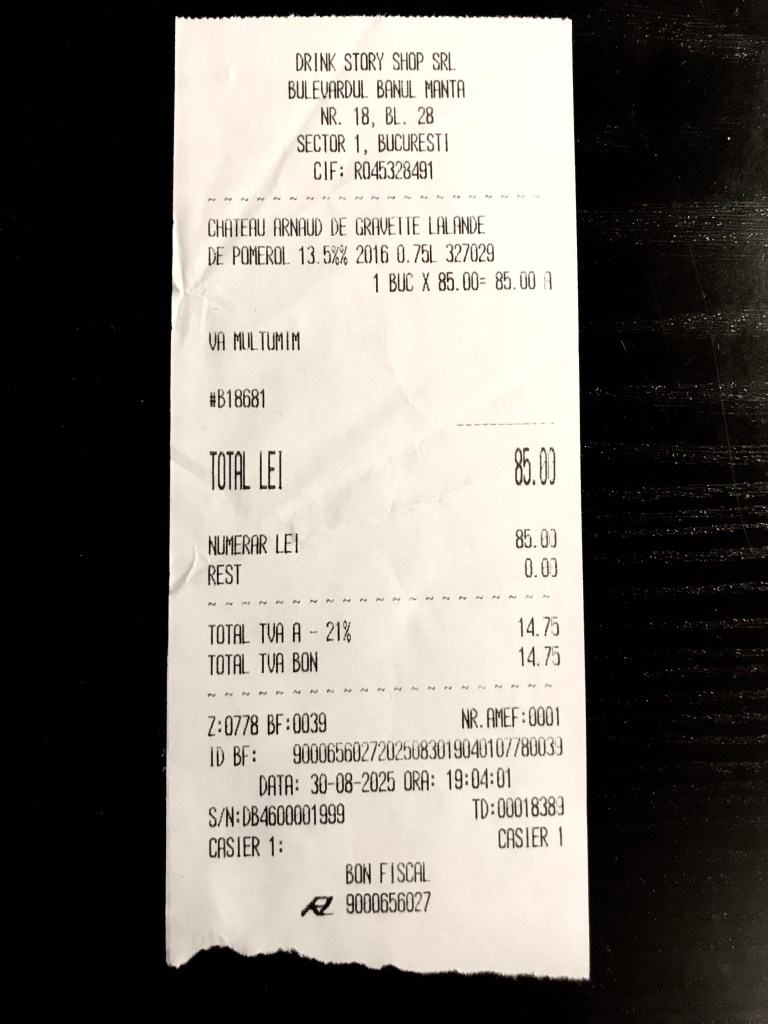 DRINK STORY SHOP SRL
BULEVARDUL BANUL MANTA
NR. 18, BL. 28
SECTOR 1, BUCURESTI
CIF: RO45328491
CHATEAU ARNAUD DE GRAVETTE LALANDE
DE POMEROL 13.5%% 2016 0.75L 327029
1 BUC X 85.00= 85.00 A
VA MULTUMIM
#B18681
TOTAL LEI 85.00
NUMERAR LEI 85.00
REST 0.00
TOTAL TVA A - 21% 14.75
TOTAL TVA BON 14.75
Z:0778 BF:0039 NR.AMEF:0001
ID BF: 90006560272025083019040107780039
DATA: 30-08-2025 ORA: 19:04:01
S/N:DB4600001999 TD:00018389
CASIER 1: CASIER 1
BON FISCAL
9000656027